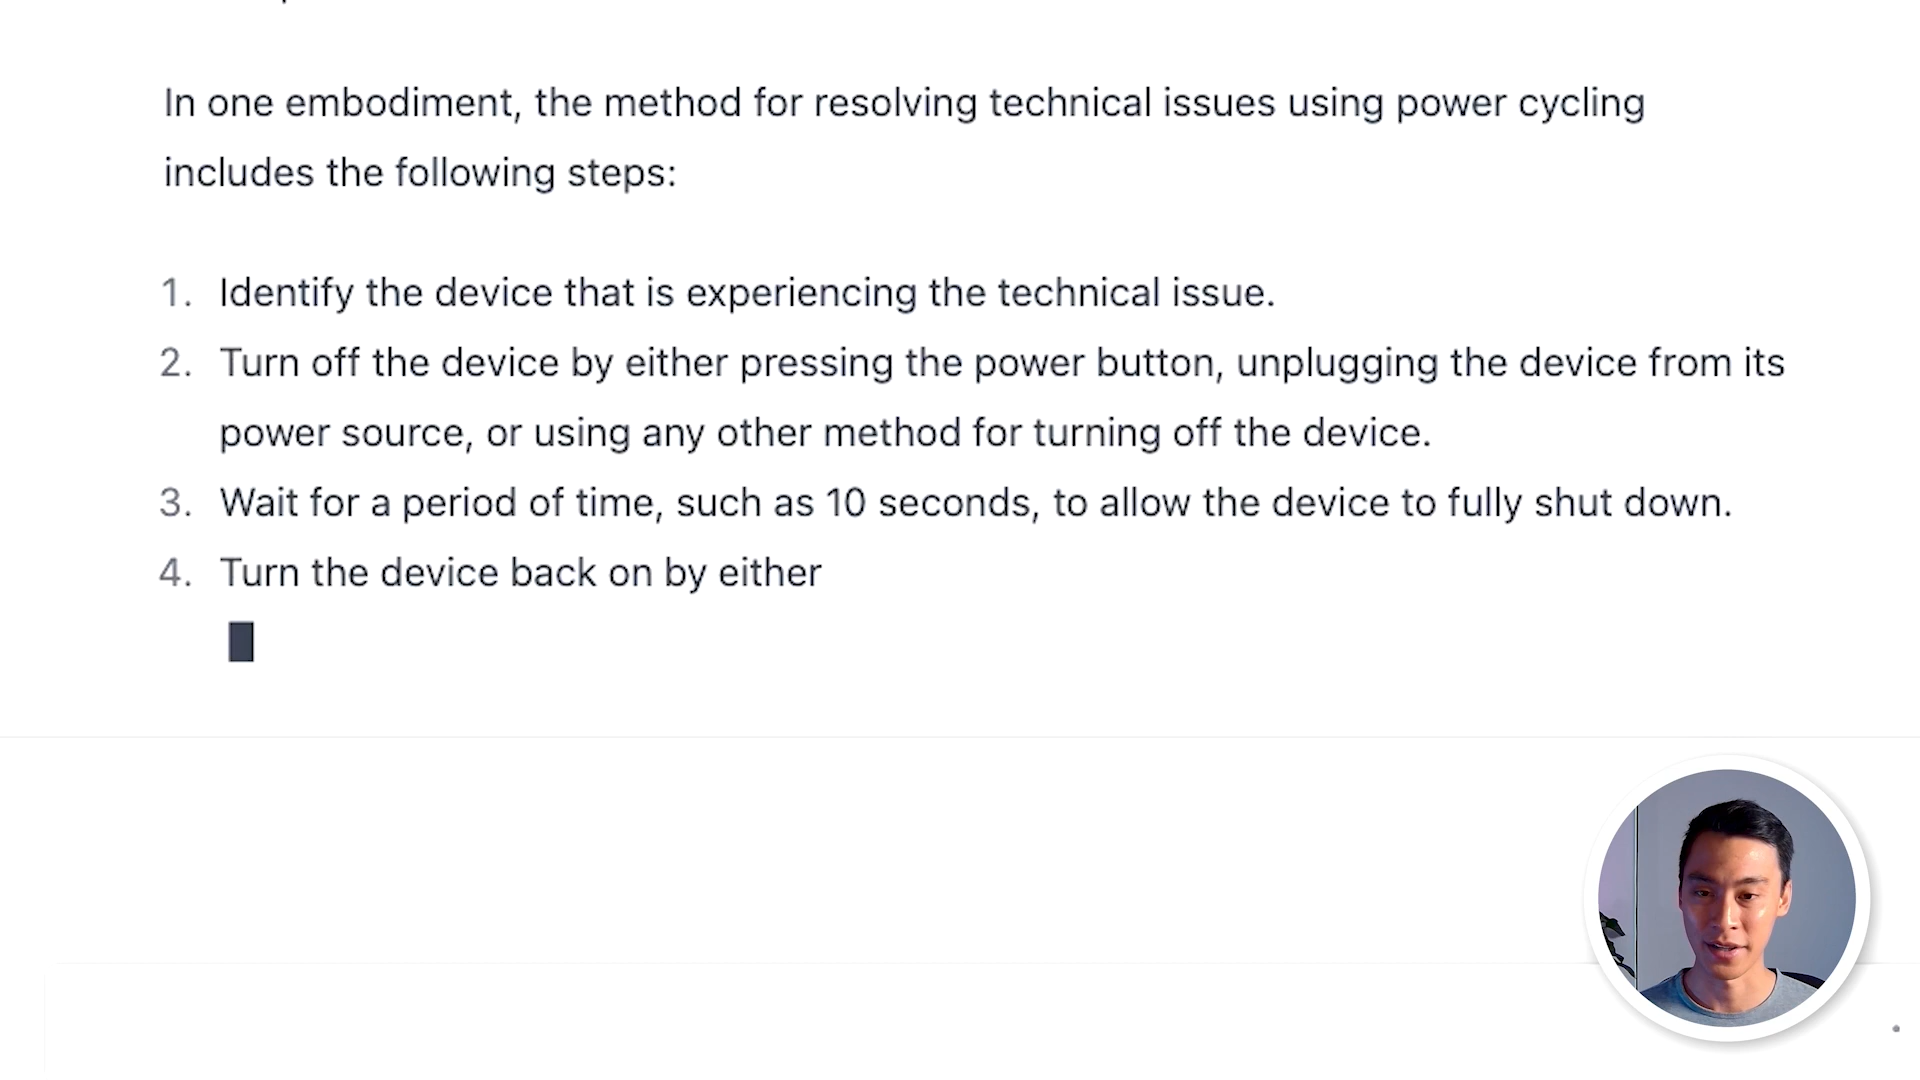 In one embodiment, the method for resolving technical issues using power cycling
includes the following steps:
1. Identify the device that is experiencing the technical issue.
2. Turn off the device by either pressing the power button, unplugging the device from its
power source, or using any other method for turning off the device.
3. Wait for a period of time, such as 10 seconds, to allow the device to fully shut down.
4. Turn the device back on by either